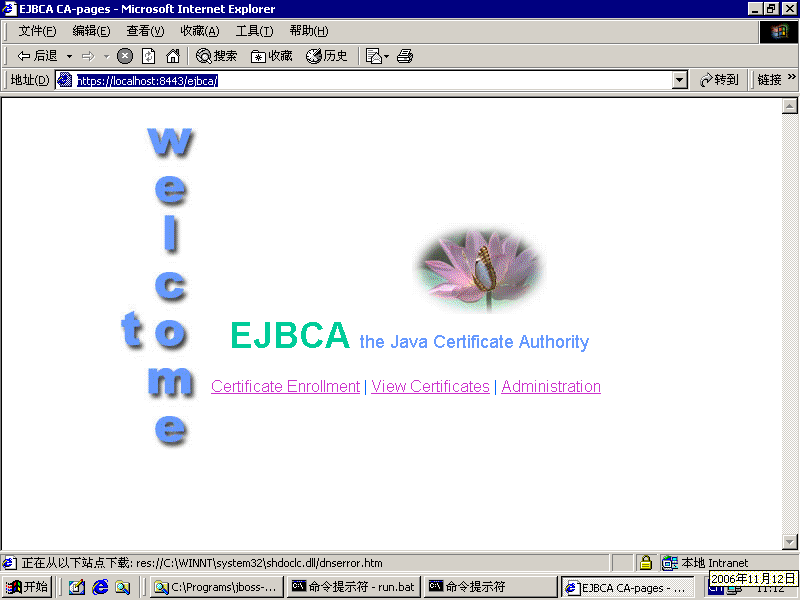 EJBCA CA-pages - Microsoft Internet Explorer
文件(F) 编辑(E) 查看(V) 收藏(A) 工具(T) 帮助(H)
后退 搜索 收藏 历史
地址(D) https://localhost:8443/ejbca/ 转到 链接 »
welcome
to
EJBCA the Java Certificate Authority
Certificate Enrollment | View Certificates | Administration
正在从以下站点下载: res://C:\WINNT\system32\shdoclc.dll/dnserror.htm 本地 Intranet
2006年11月12日
开始 C:\Programs\jboss-... 命令提示符 - run.bat 命令提示符 EJBCA CA-pages - ... 11:12